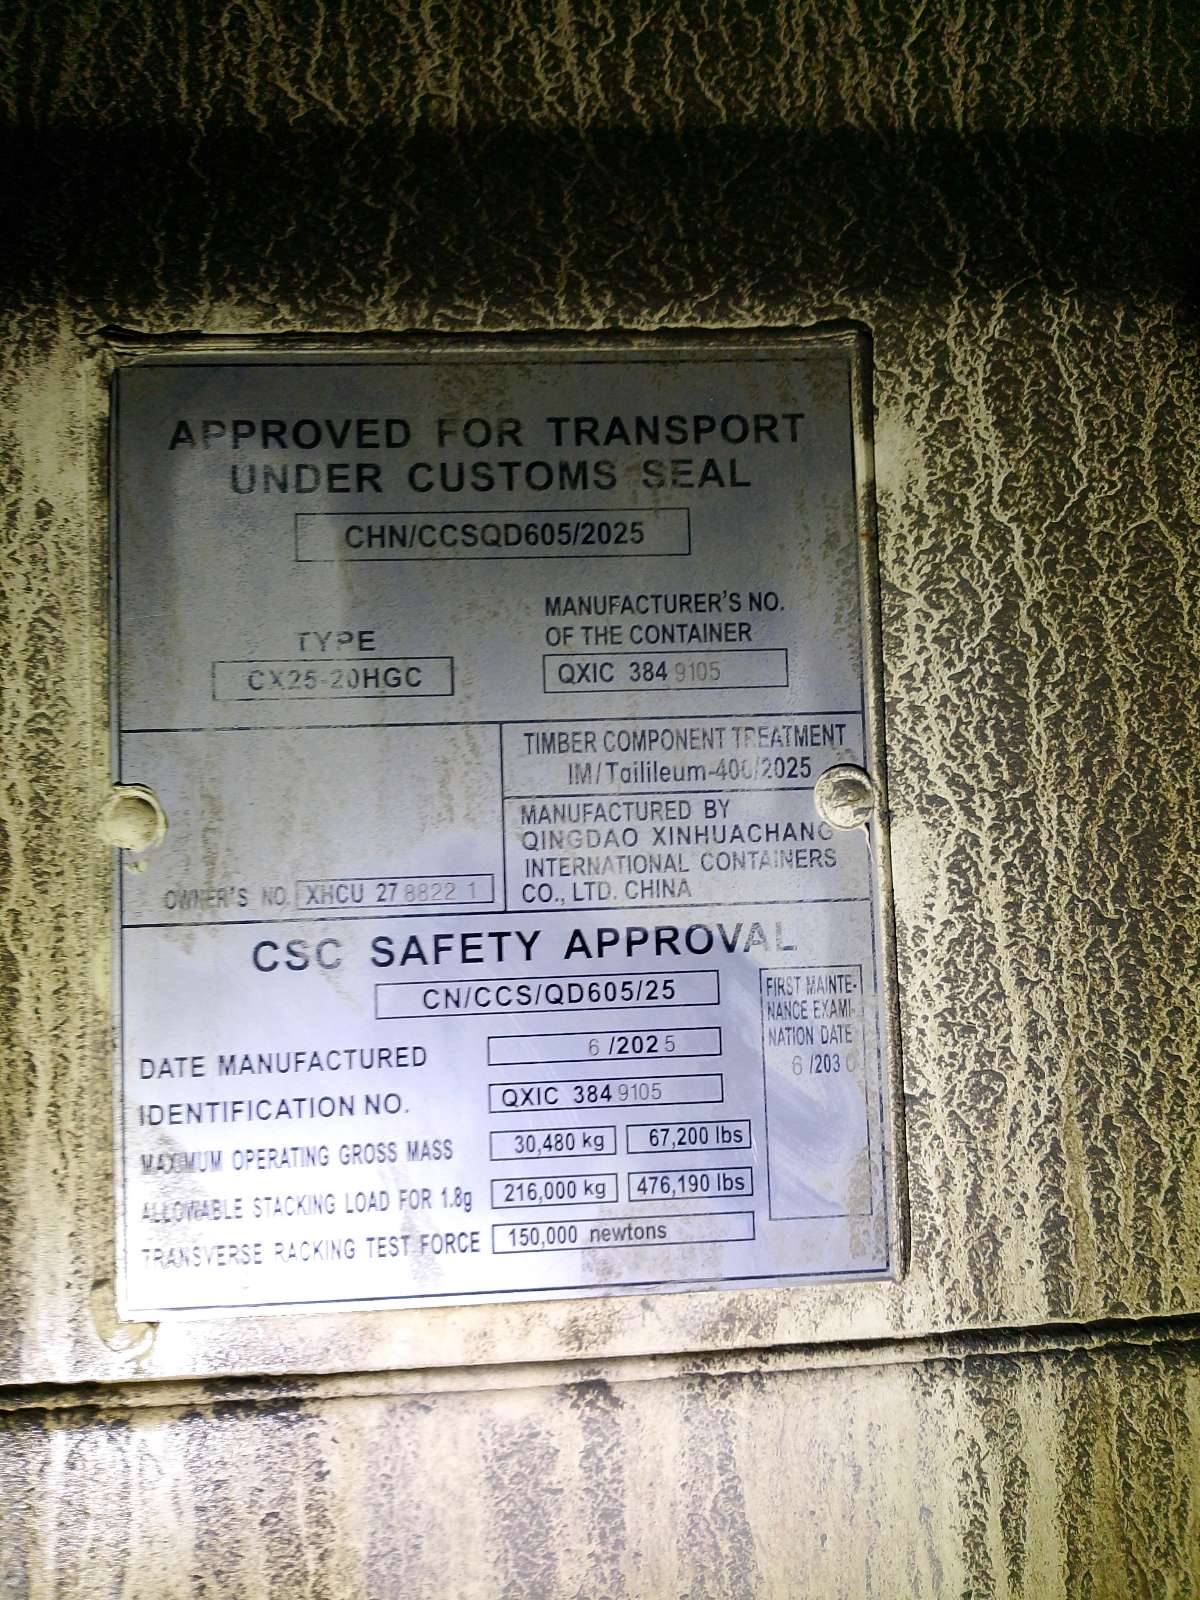 APPROVED FOR TRANSPORT
UNDER CUSTOMS SEAL
CHN/CCSQD605/2025
TYPE
CX25-20HGC
MANUFACTURER'S NO.
OF THE CONTAINER
QXIC 384 9105
TIMBER COMPONENT TREATMENT
IM/Tailileum-400/2025
MANUFACTURED BY
QINGDAO XINHUACHANG
INTERNATIONAL CONTAINERS
CO., LTD. CHINA
OWNER'S NO. XHCU 27 8822 1
CSC SAFETY APPROVAL
CN/CCS/QD605/25
DATE MANUFACTURED 6 /2025
IDENTIFICATION NO. QXIC 384 9105
MAXIMUM OPERATING GROSS MASS 30,480 kg 67,200 lbs
ALLOWABLE STACKING LOAD FOR 1.8g 216,000 kg 476,190 lbs
TRANSVERSE RACKING TEST FORCE 150,000 newtons
FIRST MAINTE-
NANCE EXAMI-
NATION DATE
6 /2030